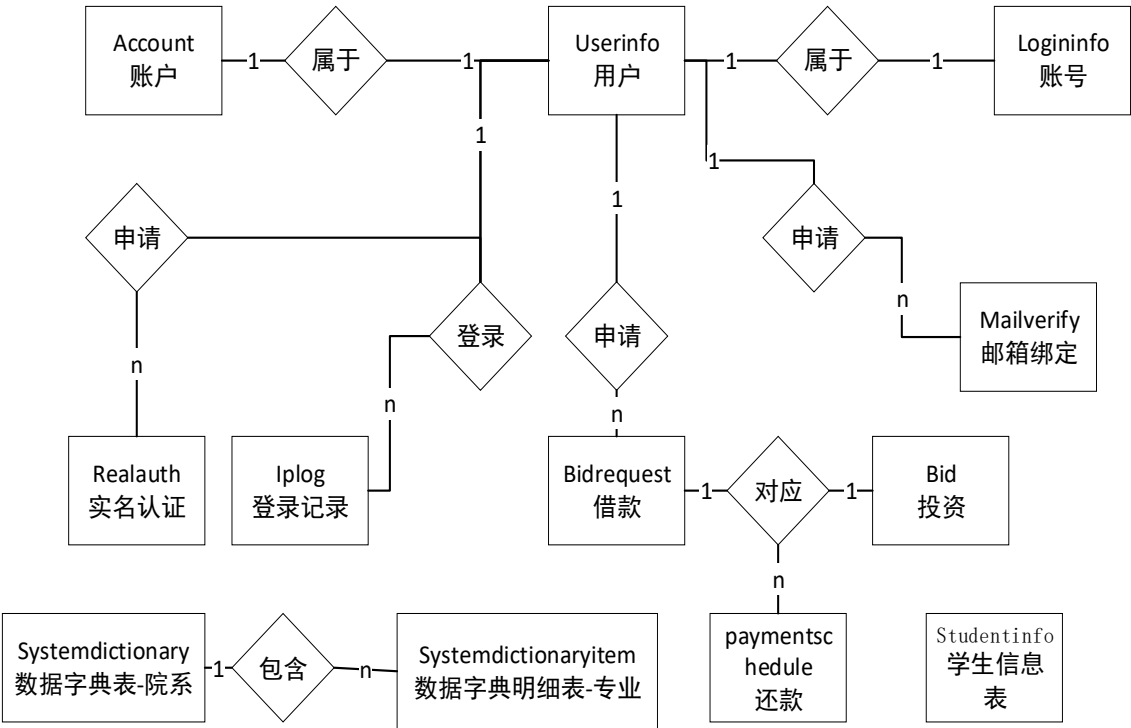 Account
账户
1
属于
1
Userinfo
用户
1
属于
1
Logininfo
账号
1
1
1
申请
申请
n
Mailverify
邮箱绑定
登录
申请
n
n
n
Realauth
实名认证
Iplog
登录记录
Bidrequest
借款
1
对应
1
Bid
投资
n
Systemdictionary
数据字典表-院系
1
包含
n
Systemdictionaryitem
数据字典明细表-专业
paymentsc
hedule
还款
Studentinfo
学生信息
表